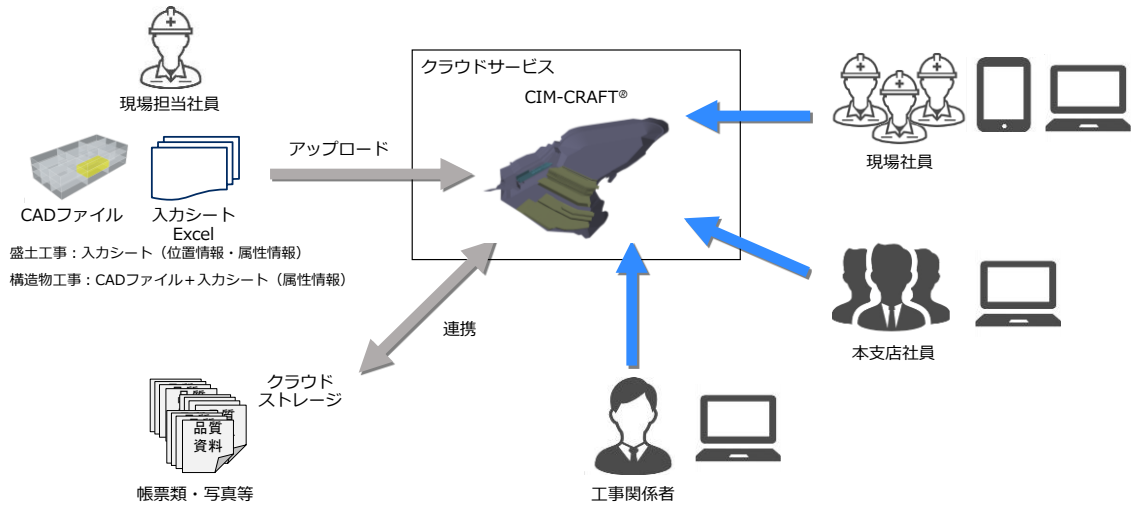 現場担当社員
CADファイル
入力シート
Excel
盛土工事：入力シート（位置情報・属性情報）
構造物工事：CADファイル＋入力シート（属性情報）
アップロード
クラウドサービス
CIM-CRAFT®
現場社員
本支店社員
連携
クラウド
ストレージ
品質
資料
帳票類・写真等
工事関係者